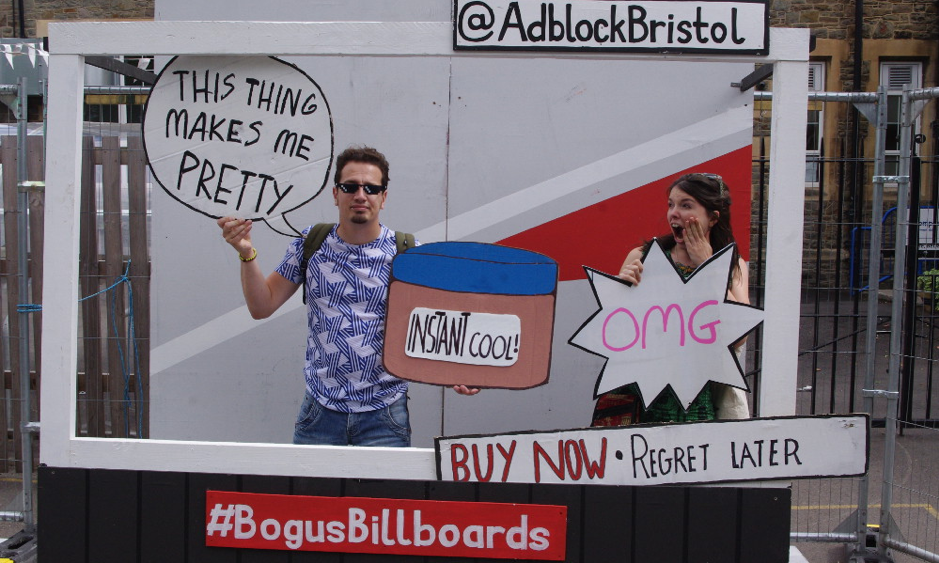 @AdblockBristol
THIS THING
MAKES ME
PRETTY
INSTANT COOL!
OMG
BUY NOW • REGRET LATER
#BogusBillboards